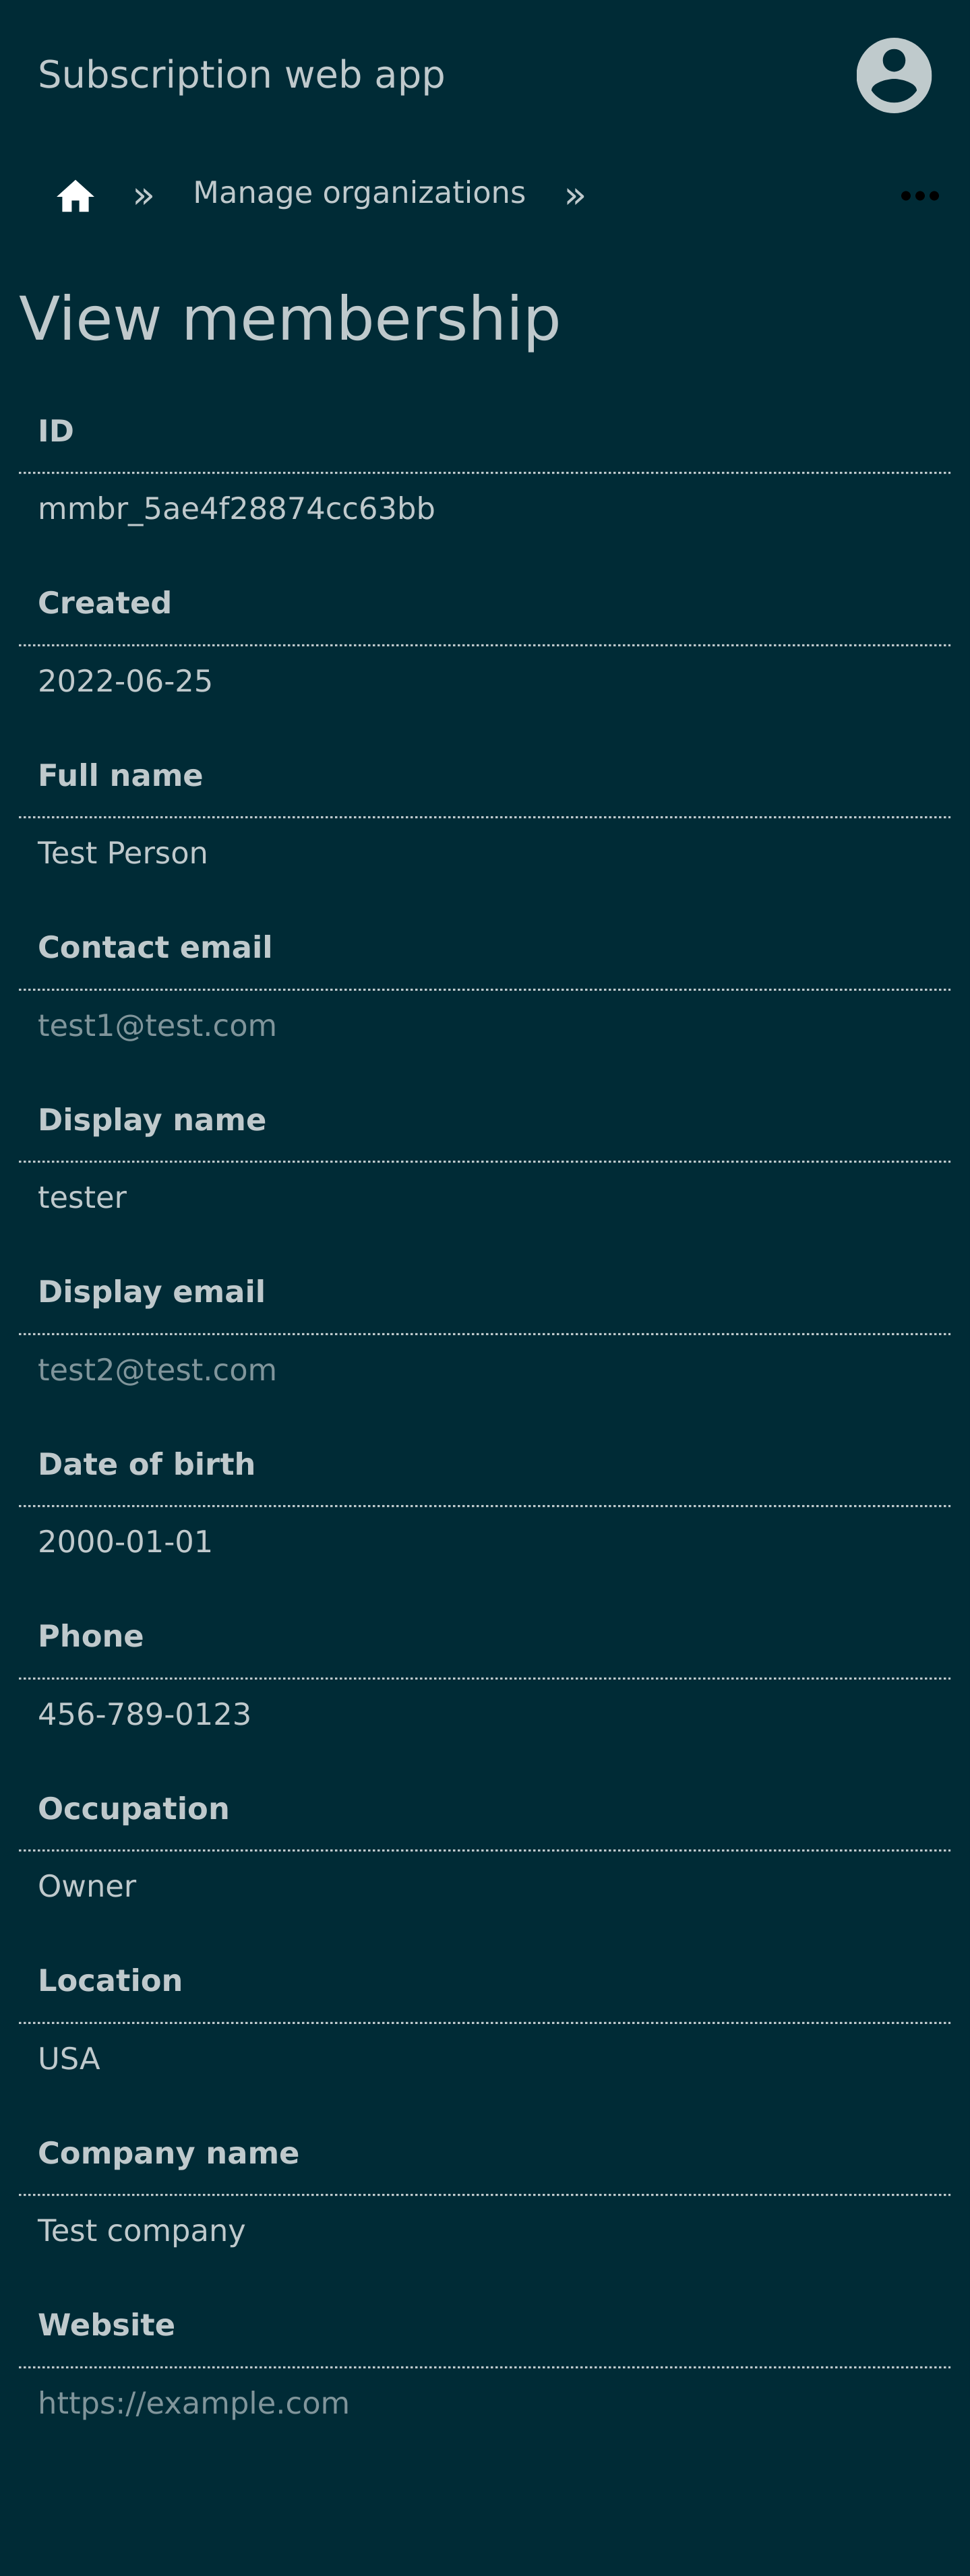 Subscription web app
» Manage organizations »
View membership
ID
mmbr_5ae4f28874cc63bb
Created
2022-06-25
Full name
Test Person
Contact email
test1@test.com
Display name
tester
Display email
test2@test.com
Date of birth
2000-01-01
Phone
456-789-0123
Occupation
Owner
Location
USA
Company name
Test company
Website
https://example.com